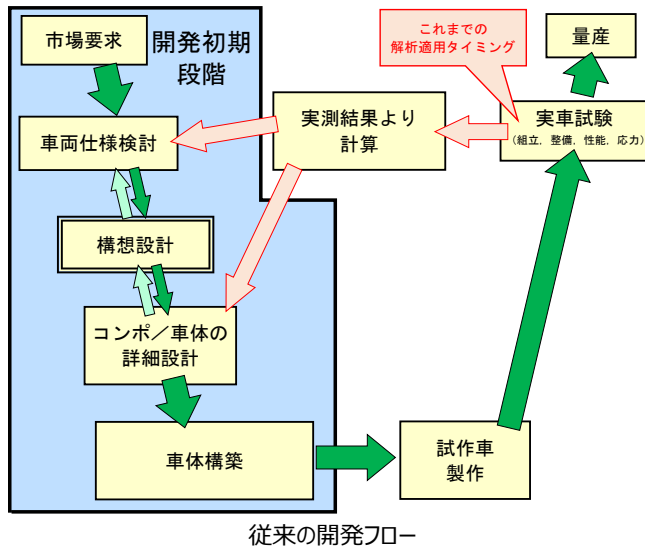 市場要求
開発初期
段階
これまでの
解析適用タイミング
量産
車両仕様検討
実測結果より
計算
実車試験
(組立，整備，性能，応力)
構想設計
コンポ／車体の
詳細設計
車体構築
試作車
製作
従来の開発フロー